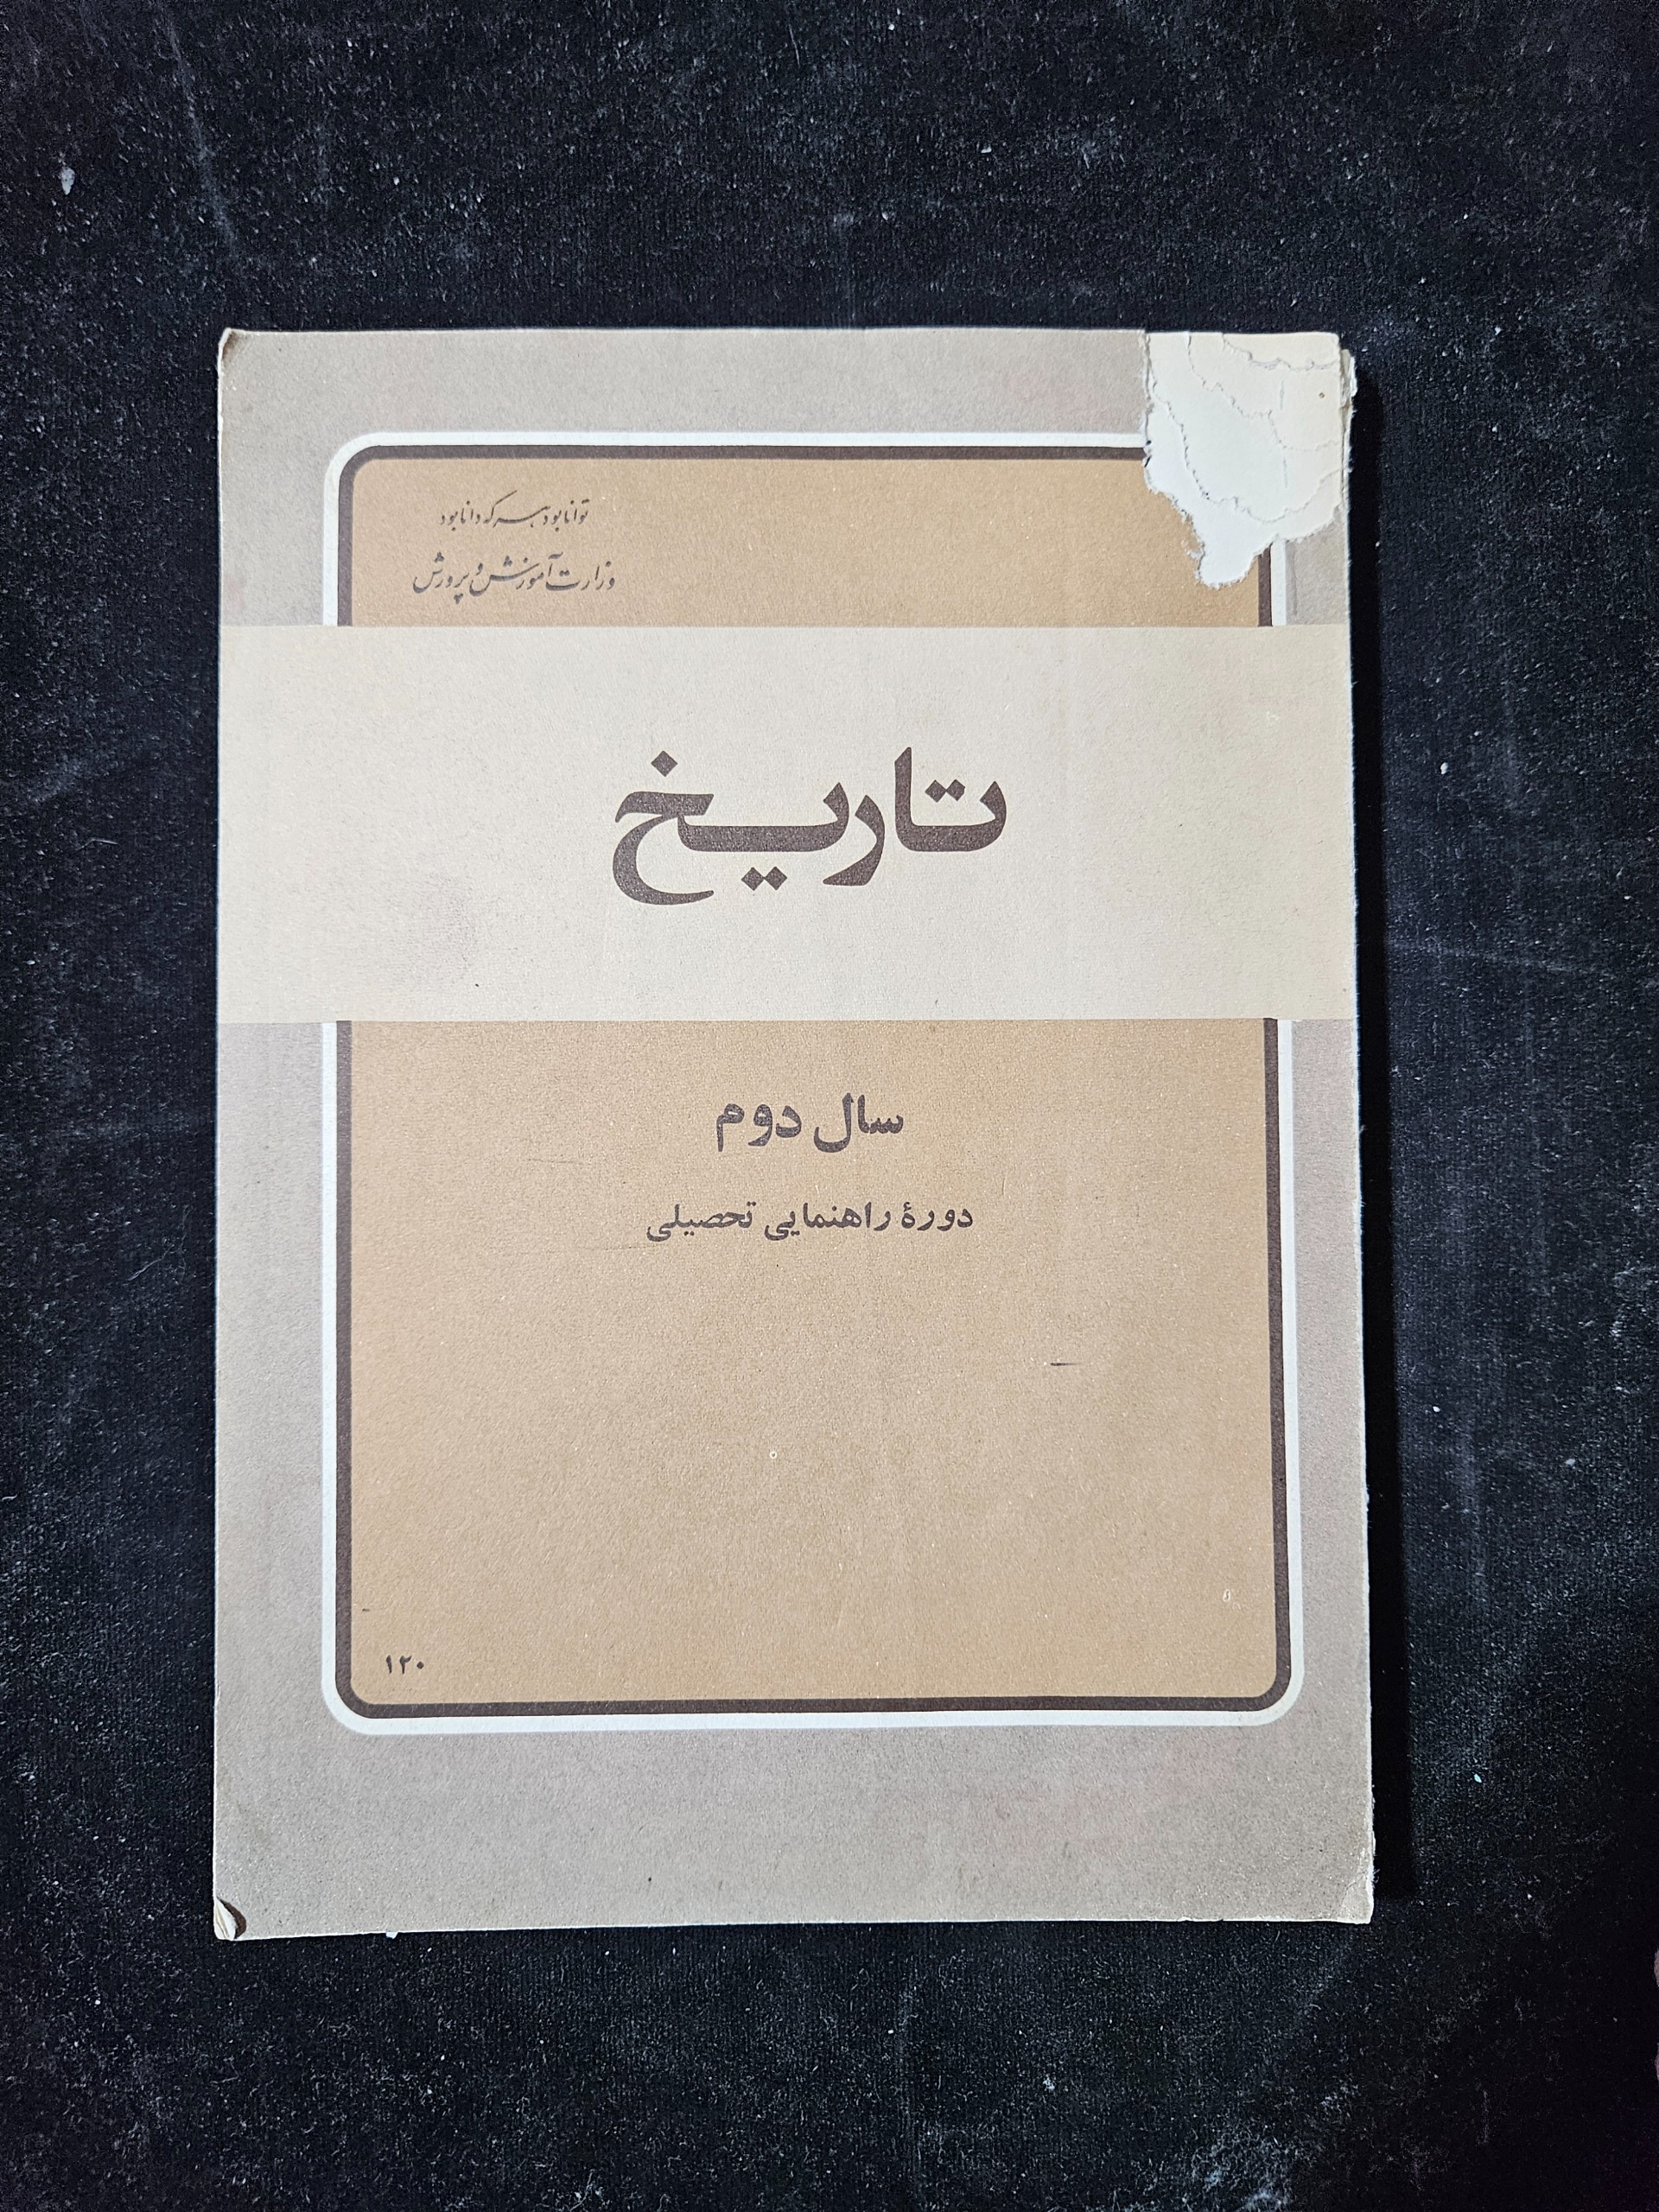 توانا بود هر که دانا بود
وزارت آموزش و پرورش
تاریخ
سال دوم
دورهٔ راهنمایی تحصیلی
۱۲۰